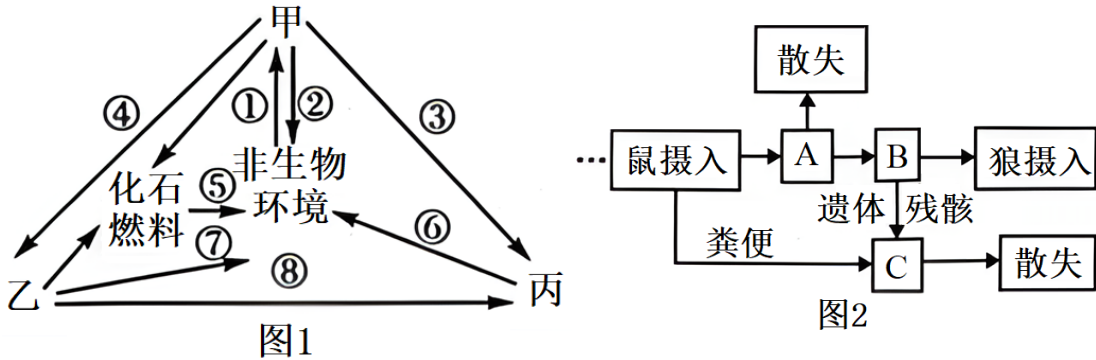 甲
④
①
②
③
化石
燃料
⑤
非生物
环境
⑥
⑦
⑧
乙
丙
图1
散失
…
鼠摄入
A
B
狼摄入
遗体
残骸
粪便
C
散失
图2